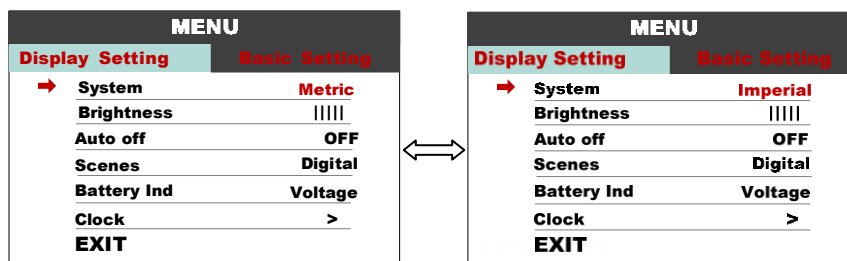 MENU
Display Setting Basic Setting
System Metric
Brightness |||||
Auto off OFF
Scenes Digital
Battery Ind Voltage
Clock >
EXIT
MENU
Display Setting Basic Setting
System Imperial
Brightness |||||
Auto off OFF
Scenes Digital
Battery Ind Voltage
Clock >
EXIT